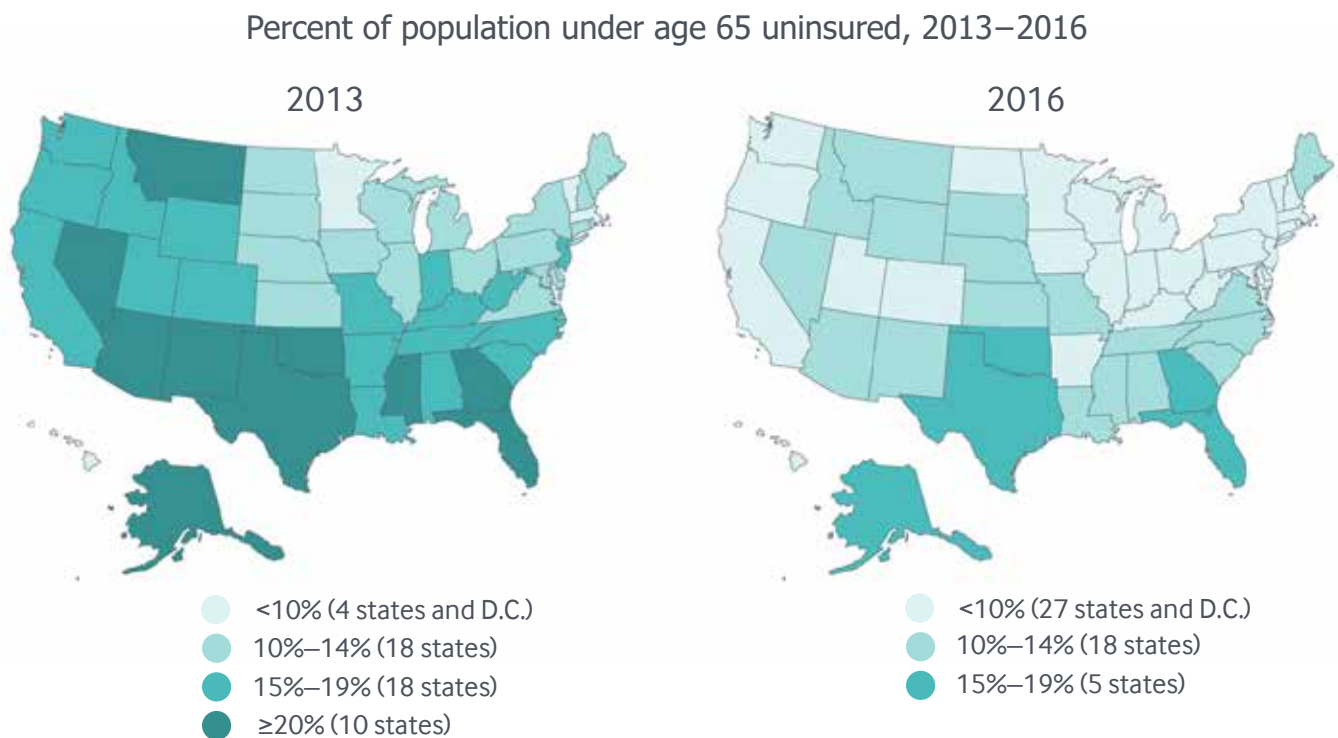 Percent of population under age 65 uninsured, 2013–2016
2013
2016
<10% (4 states and D.C.)
10%–14% (18 states)
15%–19% (18 states)
≥20% (10 states)
<10% (27 states and D.C.)
10%–14% (18 states)
15%–19% (5 states)